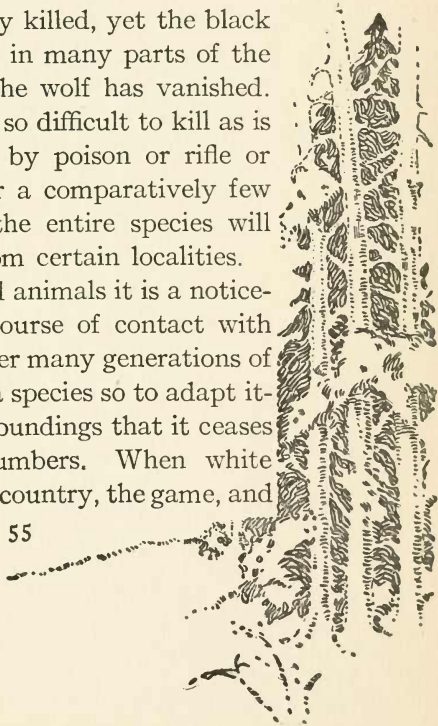 y killed, yet the black
in many parts of the
he wolf has vanished.
so difficult to kill as is
by poison or rifle or
r a comparatively few
the entire species will
om certain localities.
l animals it is a notice-
ourse of contact with
er many generations of
a species so to adapt it-
oundings that it ceases
umbers. When white
country, the game, and
55